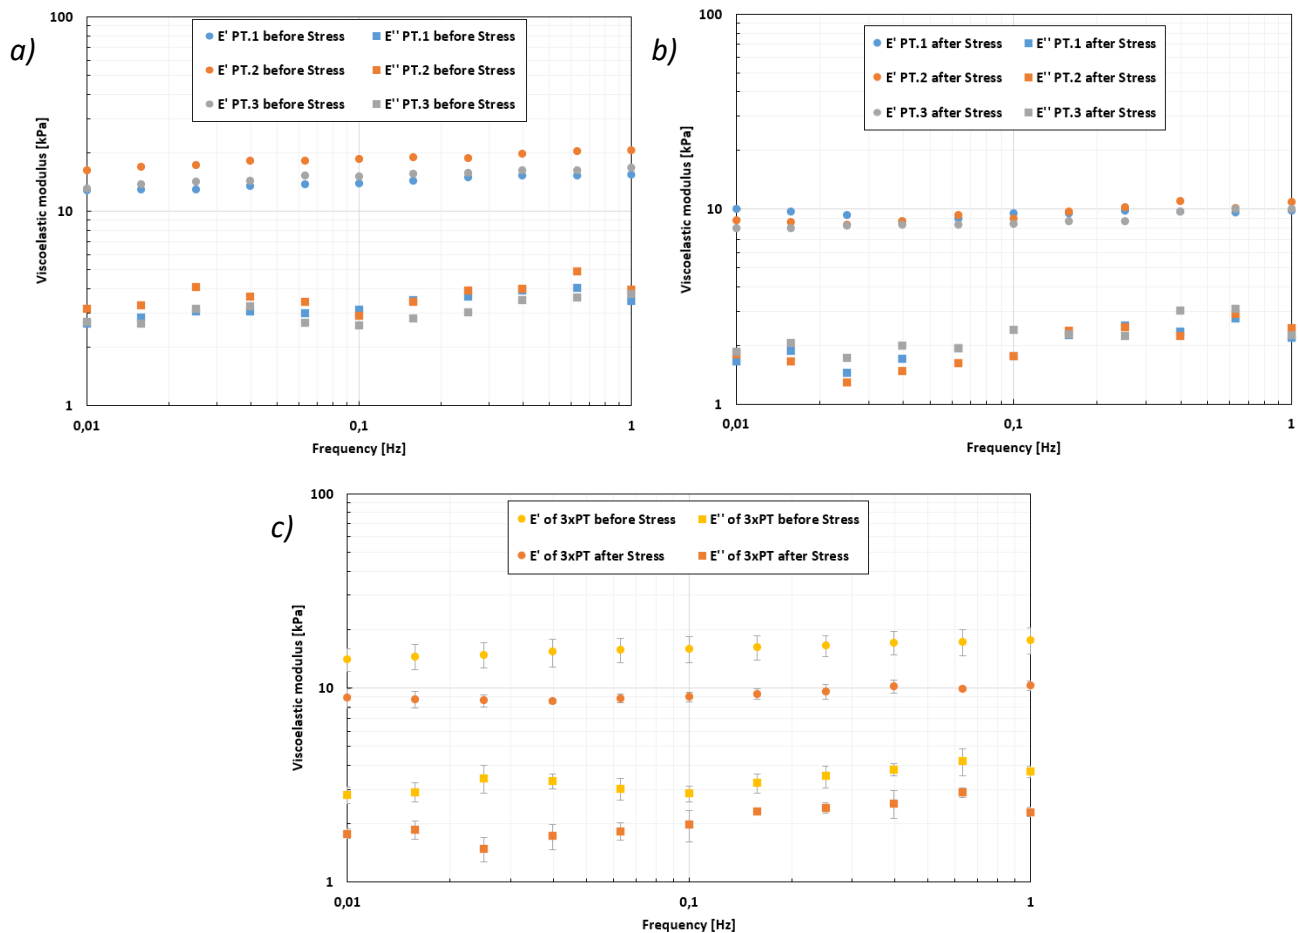 a)
100
10
1
Viscoelastic modulus [kPa]
E' PT.1 before Stress E'' PT.1 before Stress
E' PT.2 before Stress E'' PT.2 before Stress
E' PT.3 before Stress E'' PT.3 before Stress
0,01 0,1 1
Frequency [Hz]
b)
100
10
1
Viscoelastic modulus [kPa]
E' PT.1 after Stress E'' PT.1 after Stress
E' PT.2 after Stress E'' PT.2 after Stress
E' PT.3 after Stress E'' PT.3 after Stress
0,01 0,1 1
Frequency [Hz]
c)
100
10
1
Viscoelastic modulus [kPa]
E' of 3xPT before Stress E'' of 3xPT before Stress
E' of 3xPT after Stress E'' of 3xPT after Stress
0,01 0,1 1
Frequency [Hz]